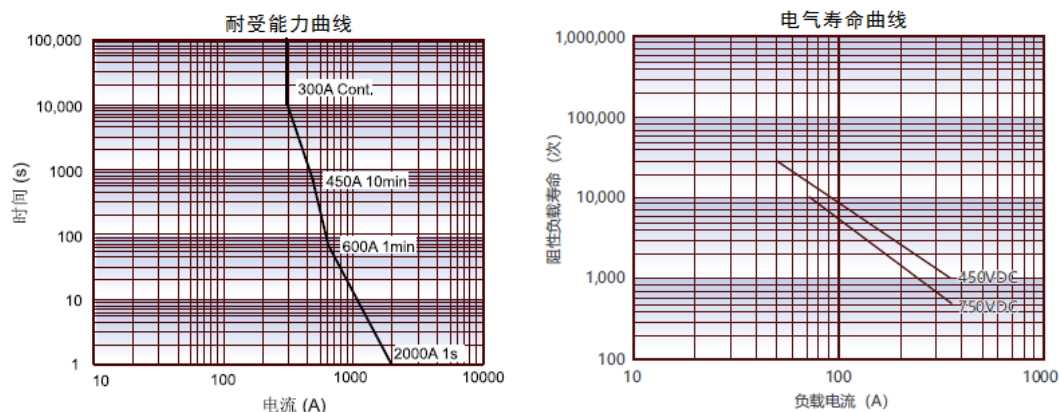 耐受能力曲线
100,000
10,000
1000
100
10
1
时间 (s)
300A Cont.
450A 10min
600A 1min
2000A 1s
10
100
1000
10000
电流 (A)
电气寿命曲线
1,000,000
100,000
10,000
1,000
100
阻性负载寿命（次）
450VDC
750VDC
10
100
1000
负载电流（A）